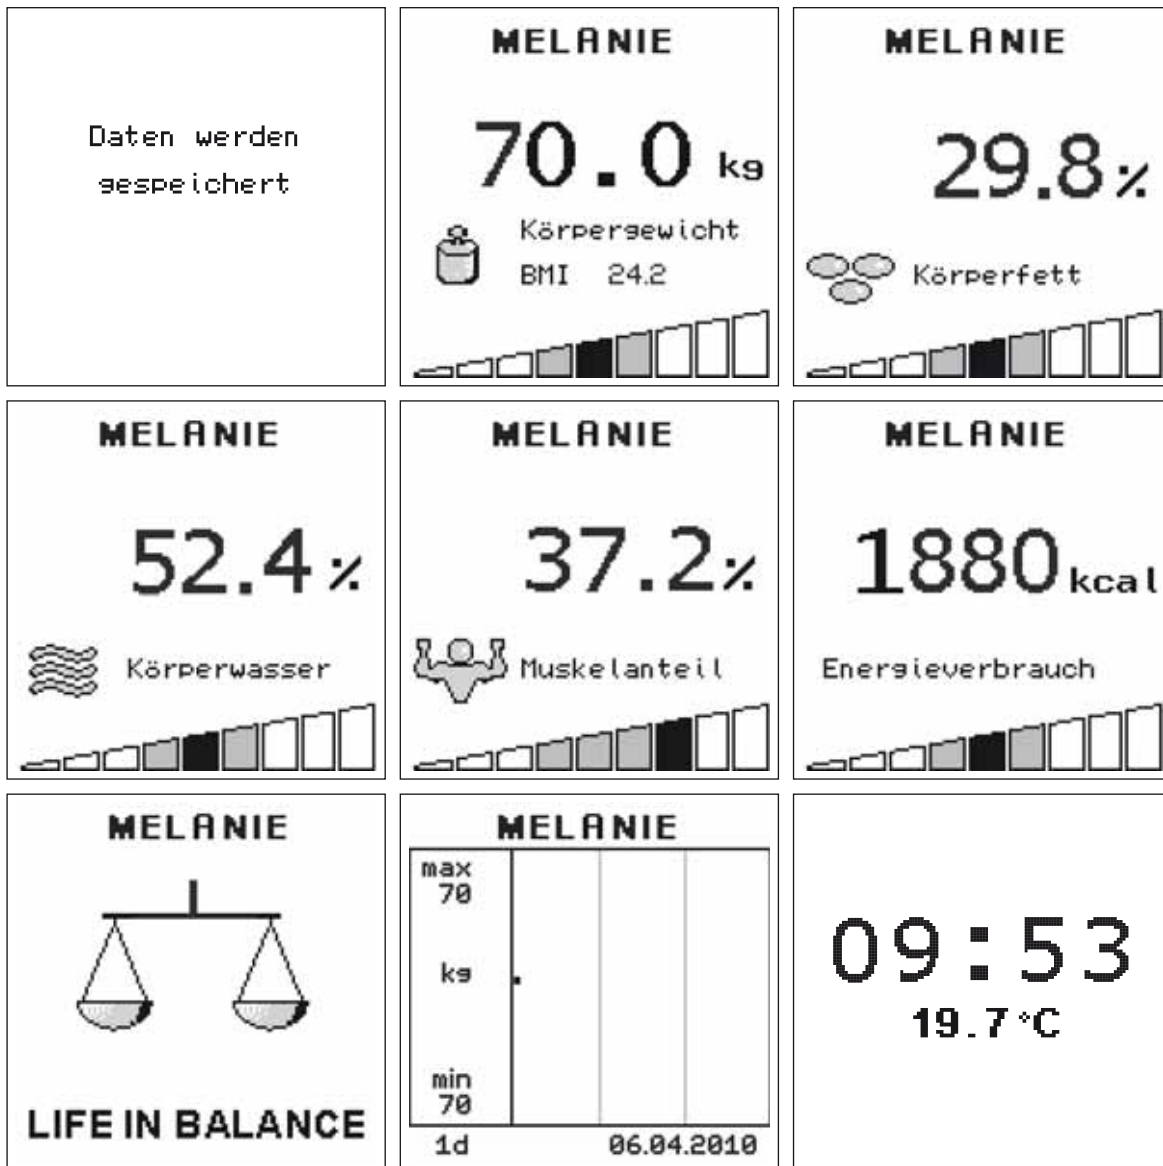 Daten werden
gespeichert
MELANIE
70.0 kg
Körpergewicht
BMI 24.2
MELANIE
29.8 %
Körperfett
MELANIE
52.4 %
Körperwasser
MELANIE
37.2 %
Muskelanteil
MELANIE
1880 kcal
Energieverbrauch
MELANIE
LIFE IN BALANCE
MELANIE
max
70
kg
min
70
1d 06.04.2010
09:53
19.7 °C